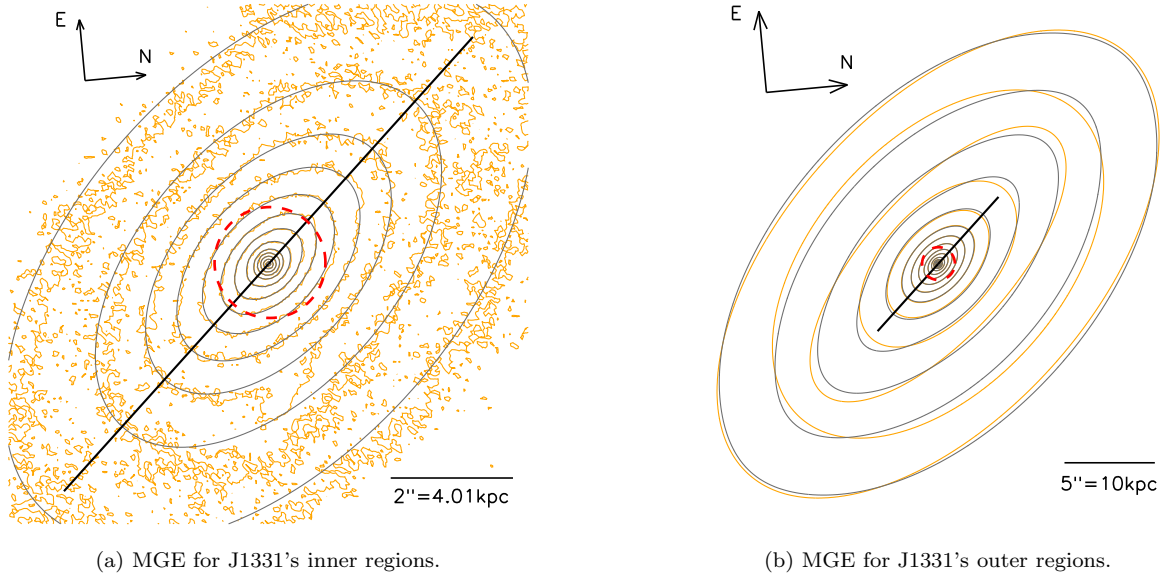 E
N
2''=4.01kpc
(a) MGE for J1331's inner regions.
E
N
5''=10kpc
(b) MGE for J1331's outer regions.